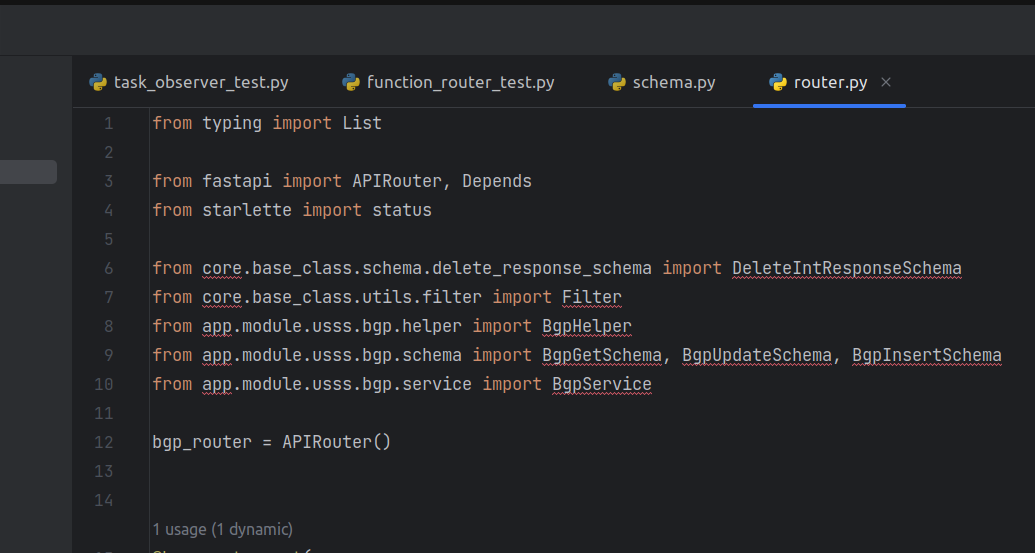 task_observer_test.py function_router_test.py schema.py router.py
1 from typing import List
2
3 from fastapi import APIRouter, Depends
4 from starlette import status
5
6 from core.base_class.schema.delete_response_schema import DeleteIntResponseSchema
7 from core.base_class.utils.filter import Filter
8 from app.module.usss.bgp.helper import BgpHelper
9 from app.module.usss.bgp.schema import BgpGetSchema, BgpUpdateSchema, BgpInsertSchema
10 from app.module.usss.bgp.service import BgpService
11
12 bgp_router = APIRouter()
13
14
1 usage (1 dynamic)